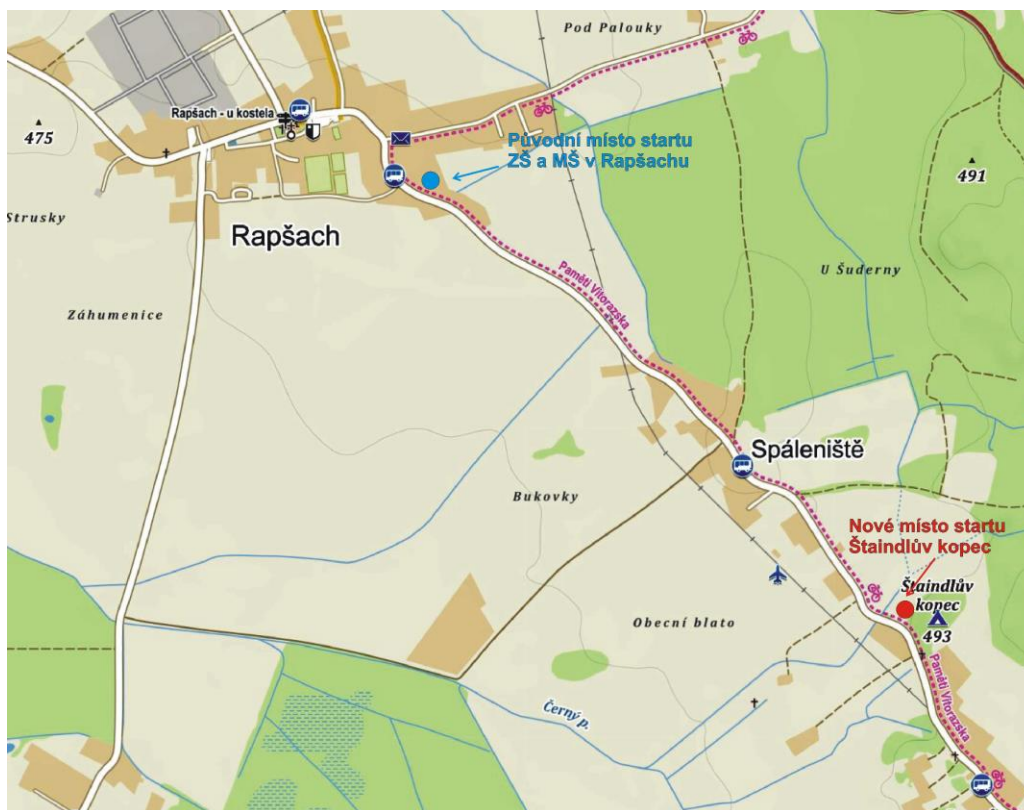 Pod Palouky
Rapšach - u kostela
475
Původní místo startu
ZŠ a MŠ v Rapšachu
491
Strusky
Rapšach
U Šuderny
Paměti Vitorazska
Záhumenice
Spáleniště
Bukovky
Nové místo startu
Štaindlův kopec
Štaindlův
kopec
Obecní blato
493
Paměti Vitorazska
Černý p.